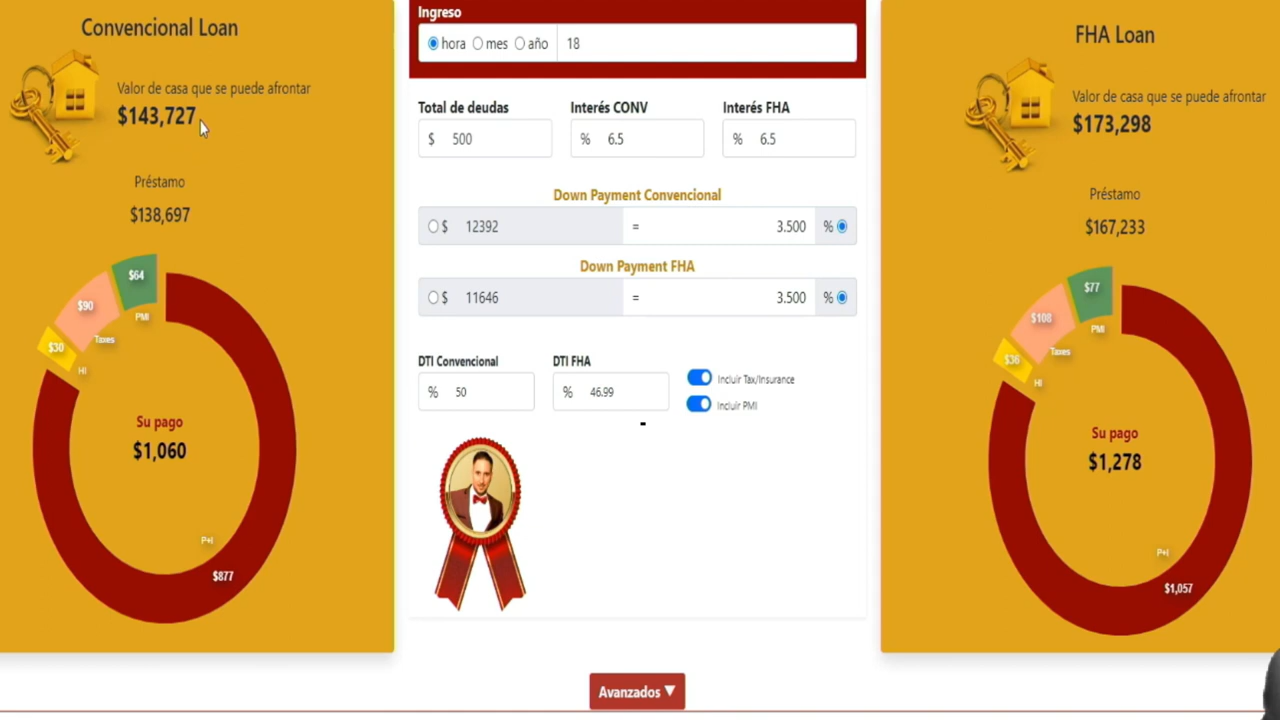 Convencional Loan
Valor de casa que se puede afrontar
$143,727
Préstamo
$138,697
$64
$90
PMI
Taxes
$30
HI
Su pago
$1,060
P+I
$877
Ingreso
hora mes año 18
Total de deudas
$ 500
Interés CONV
% 6.5
Interés FHA
% 6.5
Down Payment Convencional
$ 12392 = 3.500 %
Down Payment FHA
$ 11646 = 3.500 %
DTI Convencional
% 50
DTI FHA
% 46.99
Incluir Tax/Insurance
Incluir PMI
Avanzados ▼
FHA Loan
Valor de casa que se puede afrontar
$173,298
Préstamo
$167,233
$77
$108
PMI
Taxes
$36
HI
Su pago
$1,278
P+I
$1,057